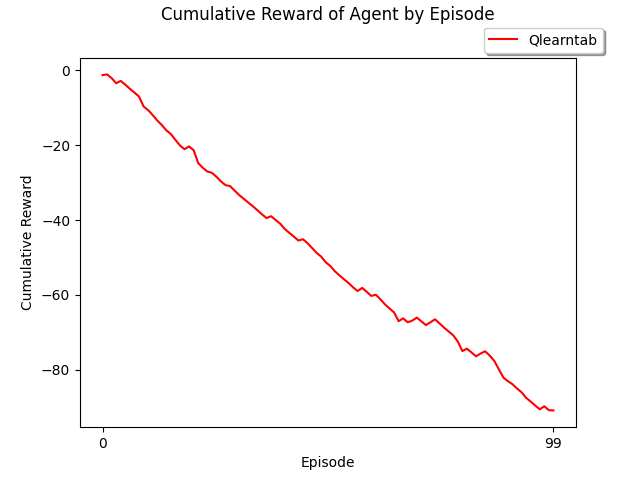 Cumulative Reward of Agent by Episode
Qlearntab
0
−20
−40
−60
−80
Cumulative Reward
0
99
Episode